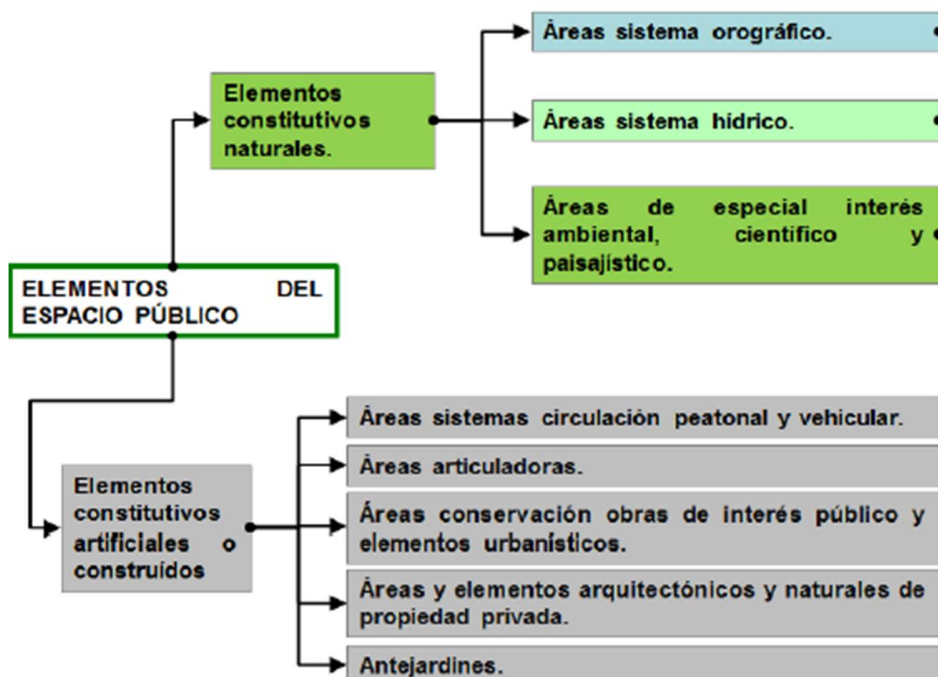 Áreas sistema orográfico.
Elementos
constitutivos
naturales.
Áreas sistema hídrico.
Áreas de especial interés
ambiental, científico y
paisajístico.
ELEMENTOS DEL
ESPACIO PÚBLICO
Áreas sistemas circulación peatonal y vehicular.
Áreas articuladoras.
Elementos
constitutivos
artificiales o
construídos
Áreas conservación obras de interés público y
elementos urbanísticos.
Áreas y elementos arquitectónicos y naturales de
propiedad privada.
Antejardines.